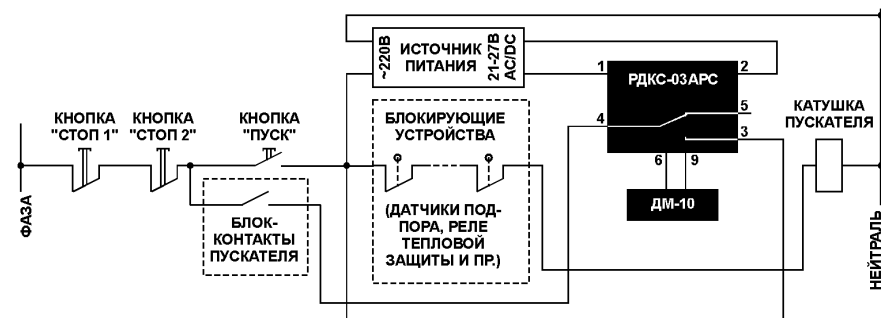 ~220В
ИСТОЧНИК
ПИТАНИЯ
21-27В
AC/DC
1
РДКС-03АРС
2
КНОПКА
"СТОП 1"
КНОПКА
"СТОП 2"
КНОПКА
"ПУСК"
БЛОКИРУЮЩИЕ
УСТРОЙСТВА
4
5
3
КАТУШКА
ПУСКАТЕЛЯ
6
9
ДМ-10
ФАЗА
БЛОК-
КОНТАКТЫ
ПУСКАТЕЛЯ
(ДАТЧИКИ ПОД-
ПОРА, РЕЛЕ
ТЕПЛОВОЙ
ЗАЩИТЫ И ПР.)
НЕЙТРАЛЬ